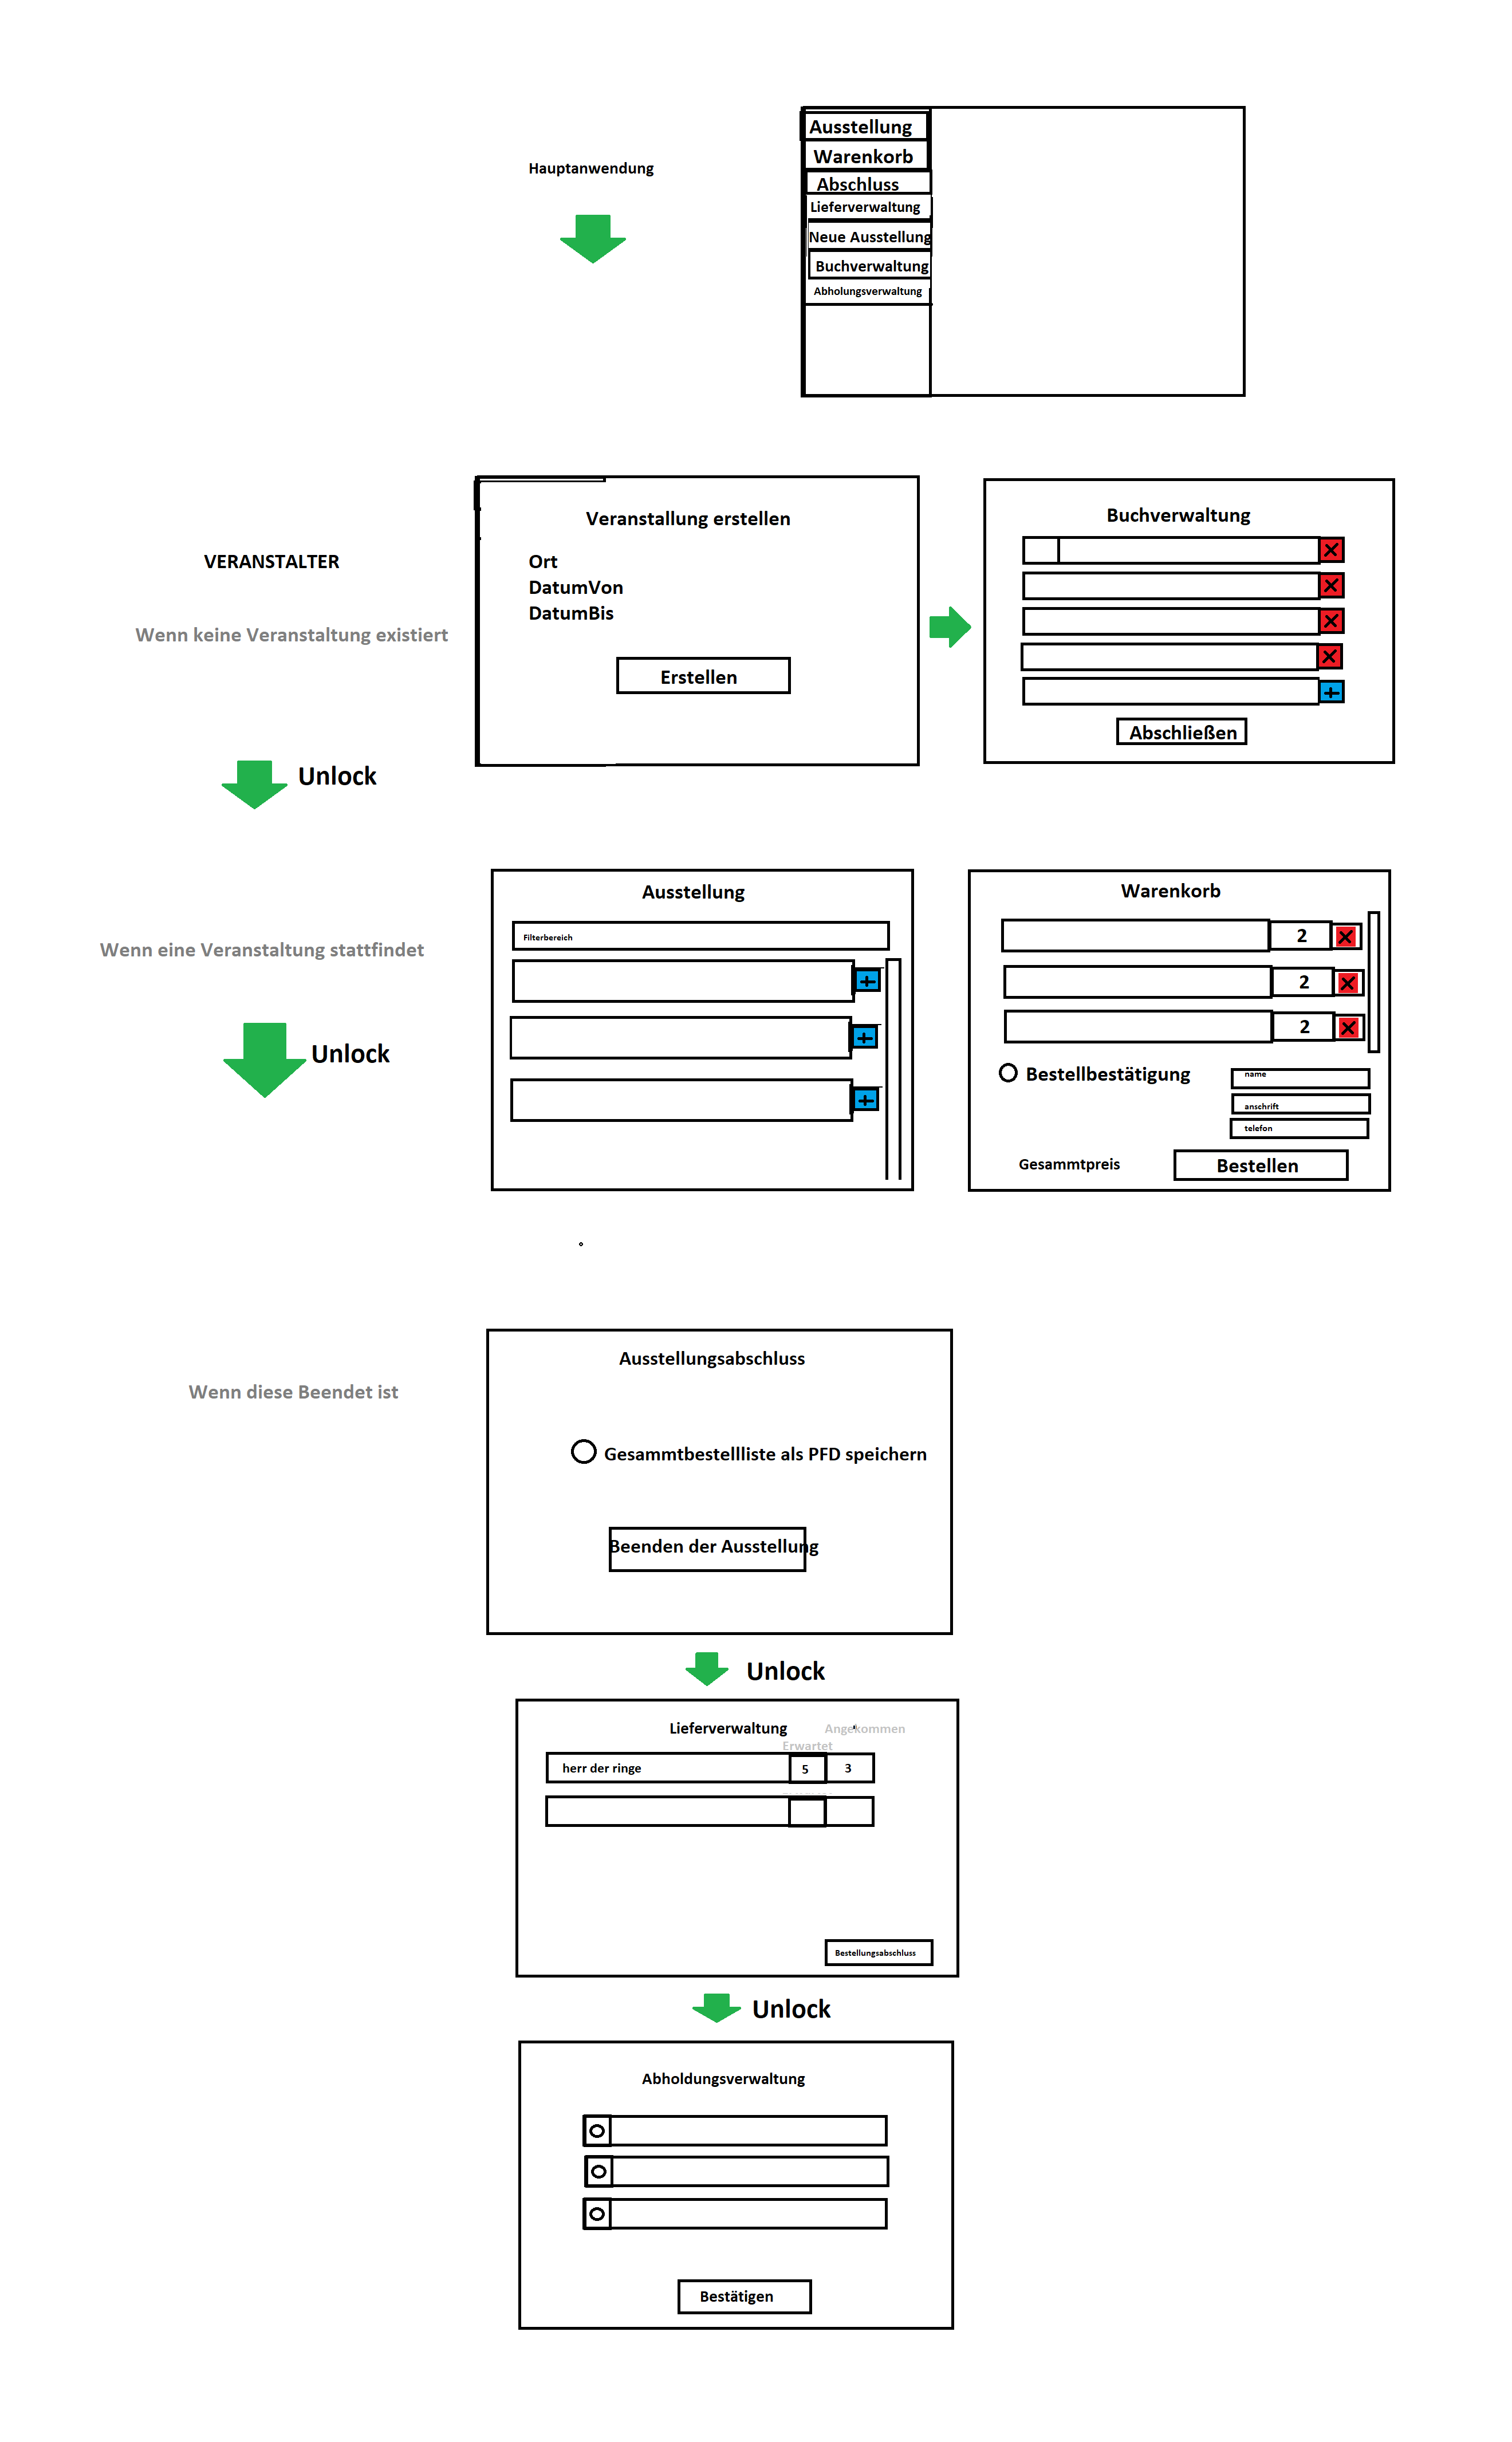 Hauptanwendung
Ausstellung
Warenkorb
Abschluss
Lieferverwaltung
Neue Ausstellung
Buchverwaltung
Abholungsverwaltung
VERANSTALTER
Wenn keine Veranstaltung existiert
Veranstallung erstellen
Ort
DatumVon
DatumBis
Erstellen
Buchverwaltung
Abschließen
Unlock
Wenn eine Veranstaltung stattfindet
Unlock
Ausstellung
Filterbereich
Warenkorb
2
2
2
Bestellbestätigung
name
anschrift
telefon
Gesammtpreis
Bestellen
Wenn diese Beendet ist
Ausstellungsabschluss
Gesammtbestellliste als PFD speichern
Beenden der Ausstellung
Unlock
Lieferverwaltung
Angekommen
Erwartet
herr der ringe 5 3
Bestellungsabschluss
Unlock
Abholdungsverwaltung
Bestätigen